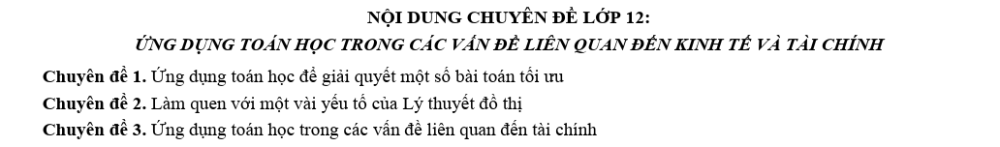 NỘI DUNG CHUYÊN ĐỀ LỚP 12:
ỨNG DỤNG TOÁN HỌC TRONG CÁC VẤN ĐỀ LIÊN QUAN ĐẾN KINH TẾ VÀ TÀI CHÍNH
Chuyên đề 1. Ứng dụng toán học để giải quyết một số bài toán tối ưu
Chuyên đề 2. Làm quen với một vài yếu tố của Lý thuyết đồ thị
Chuyên đề 3. Ứng dụng toán học trong các vấn đề liên quan đến tài chính